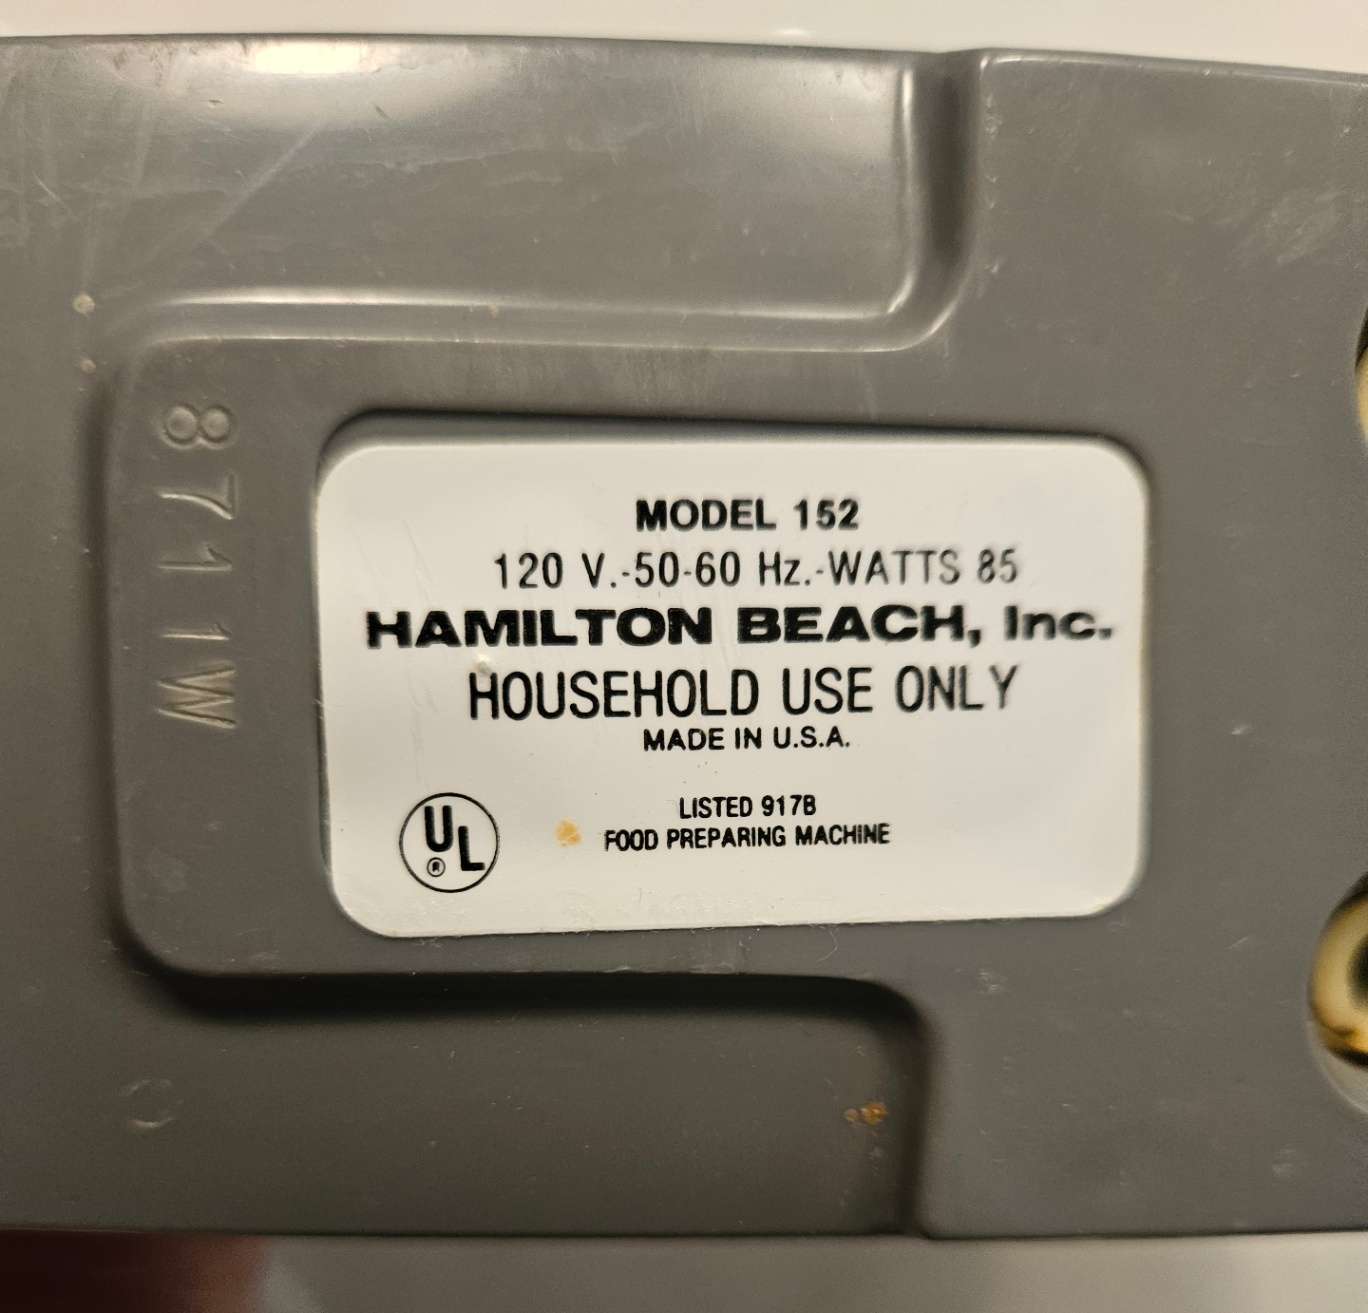 8711W
MODEL 152
120 V.-50-60 Hz.-WATTS 85
HAMILTON BEACH, Inc.
HOUSEHOLD USE ONLY
MADE IN U.S.A.
LISTED 917B
FOOD PREPARING MACHINE
UL
®